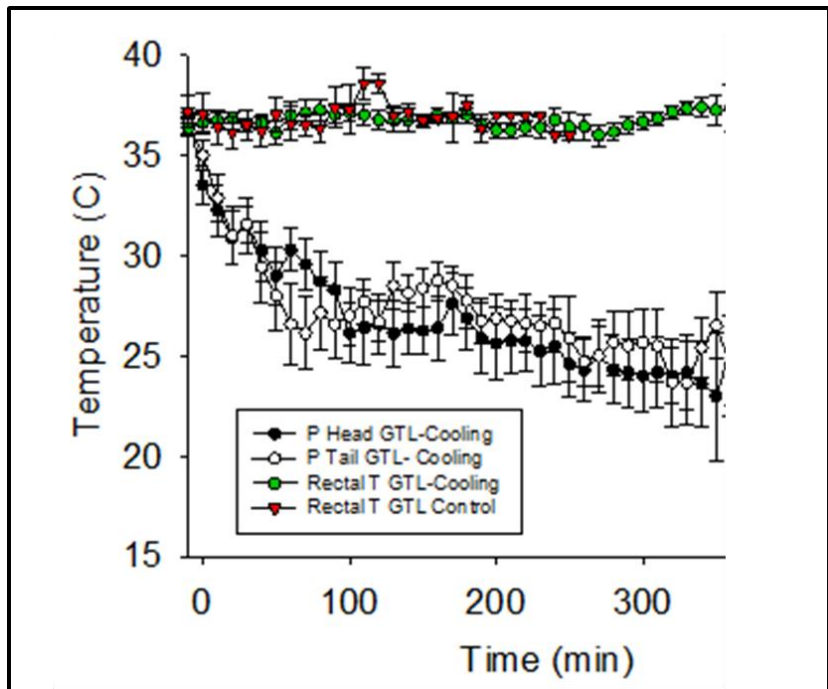 40
35
30
25
20
15
Temperature (C)
P Head GTL-Cooling
P Tail GTL- Cooling
Rectal T GTL-Cooling
Rectal T GTL Control
0 100 200 300
Time (min)